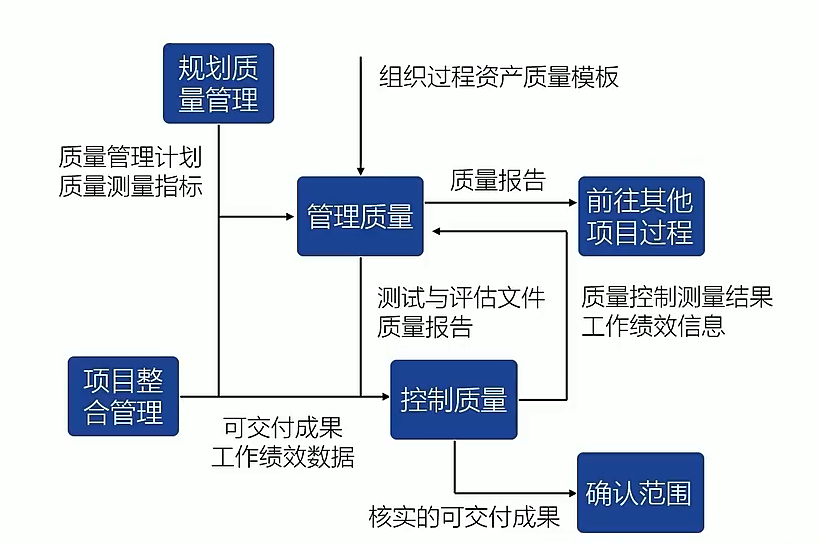 规划质
量管理
组织过程资产质量模板
质量管理计划
质量测量指标
管理质量
质量报告
前往其他
项目过程
测试与评估文件
质量报告
质量控制测量结果
工作绩效信息
项目整
合管理
控制质量
可交付成果
工作绩效数据
确认范围
核实的可交付成果